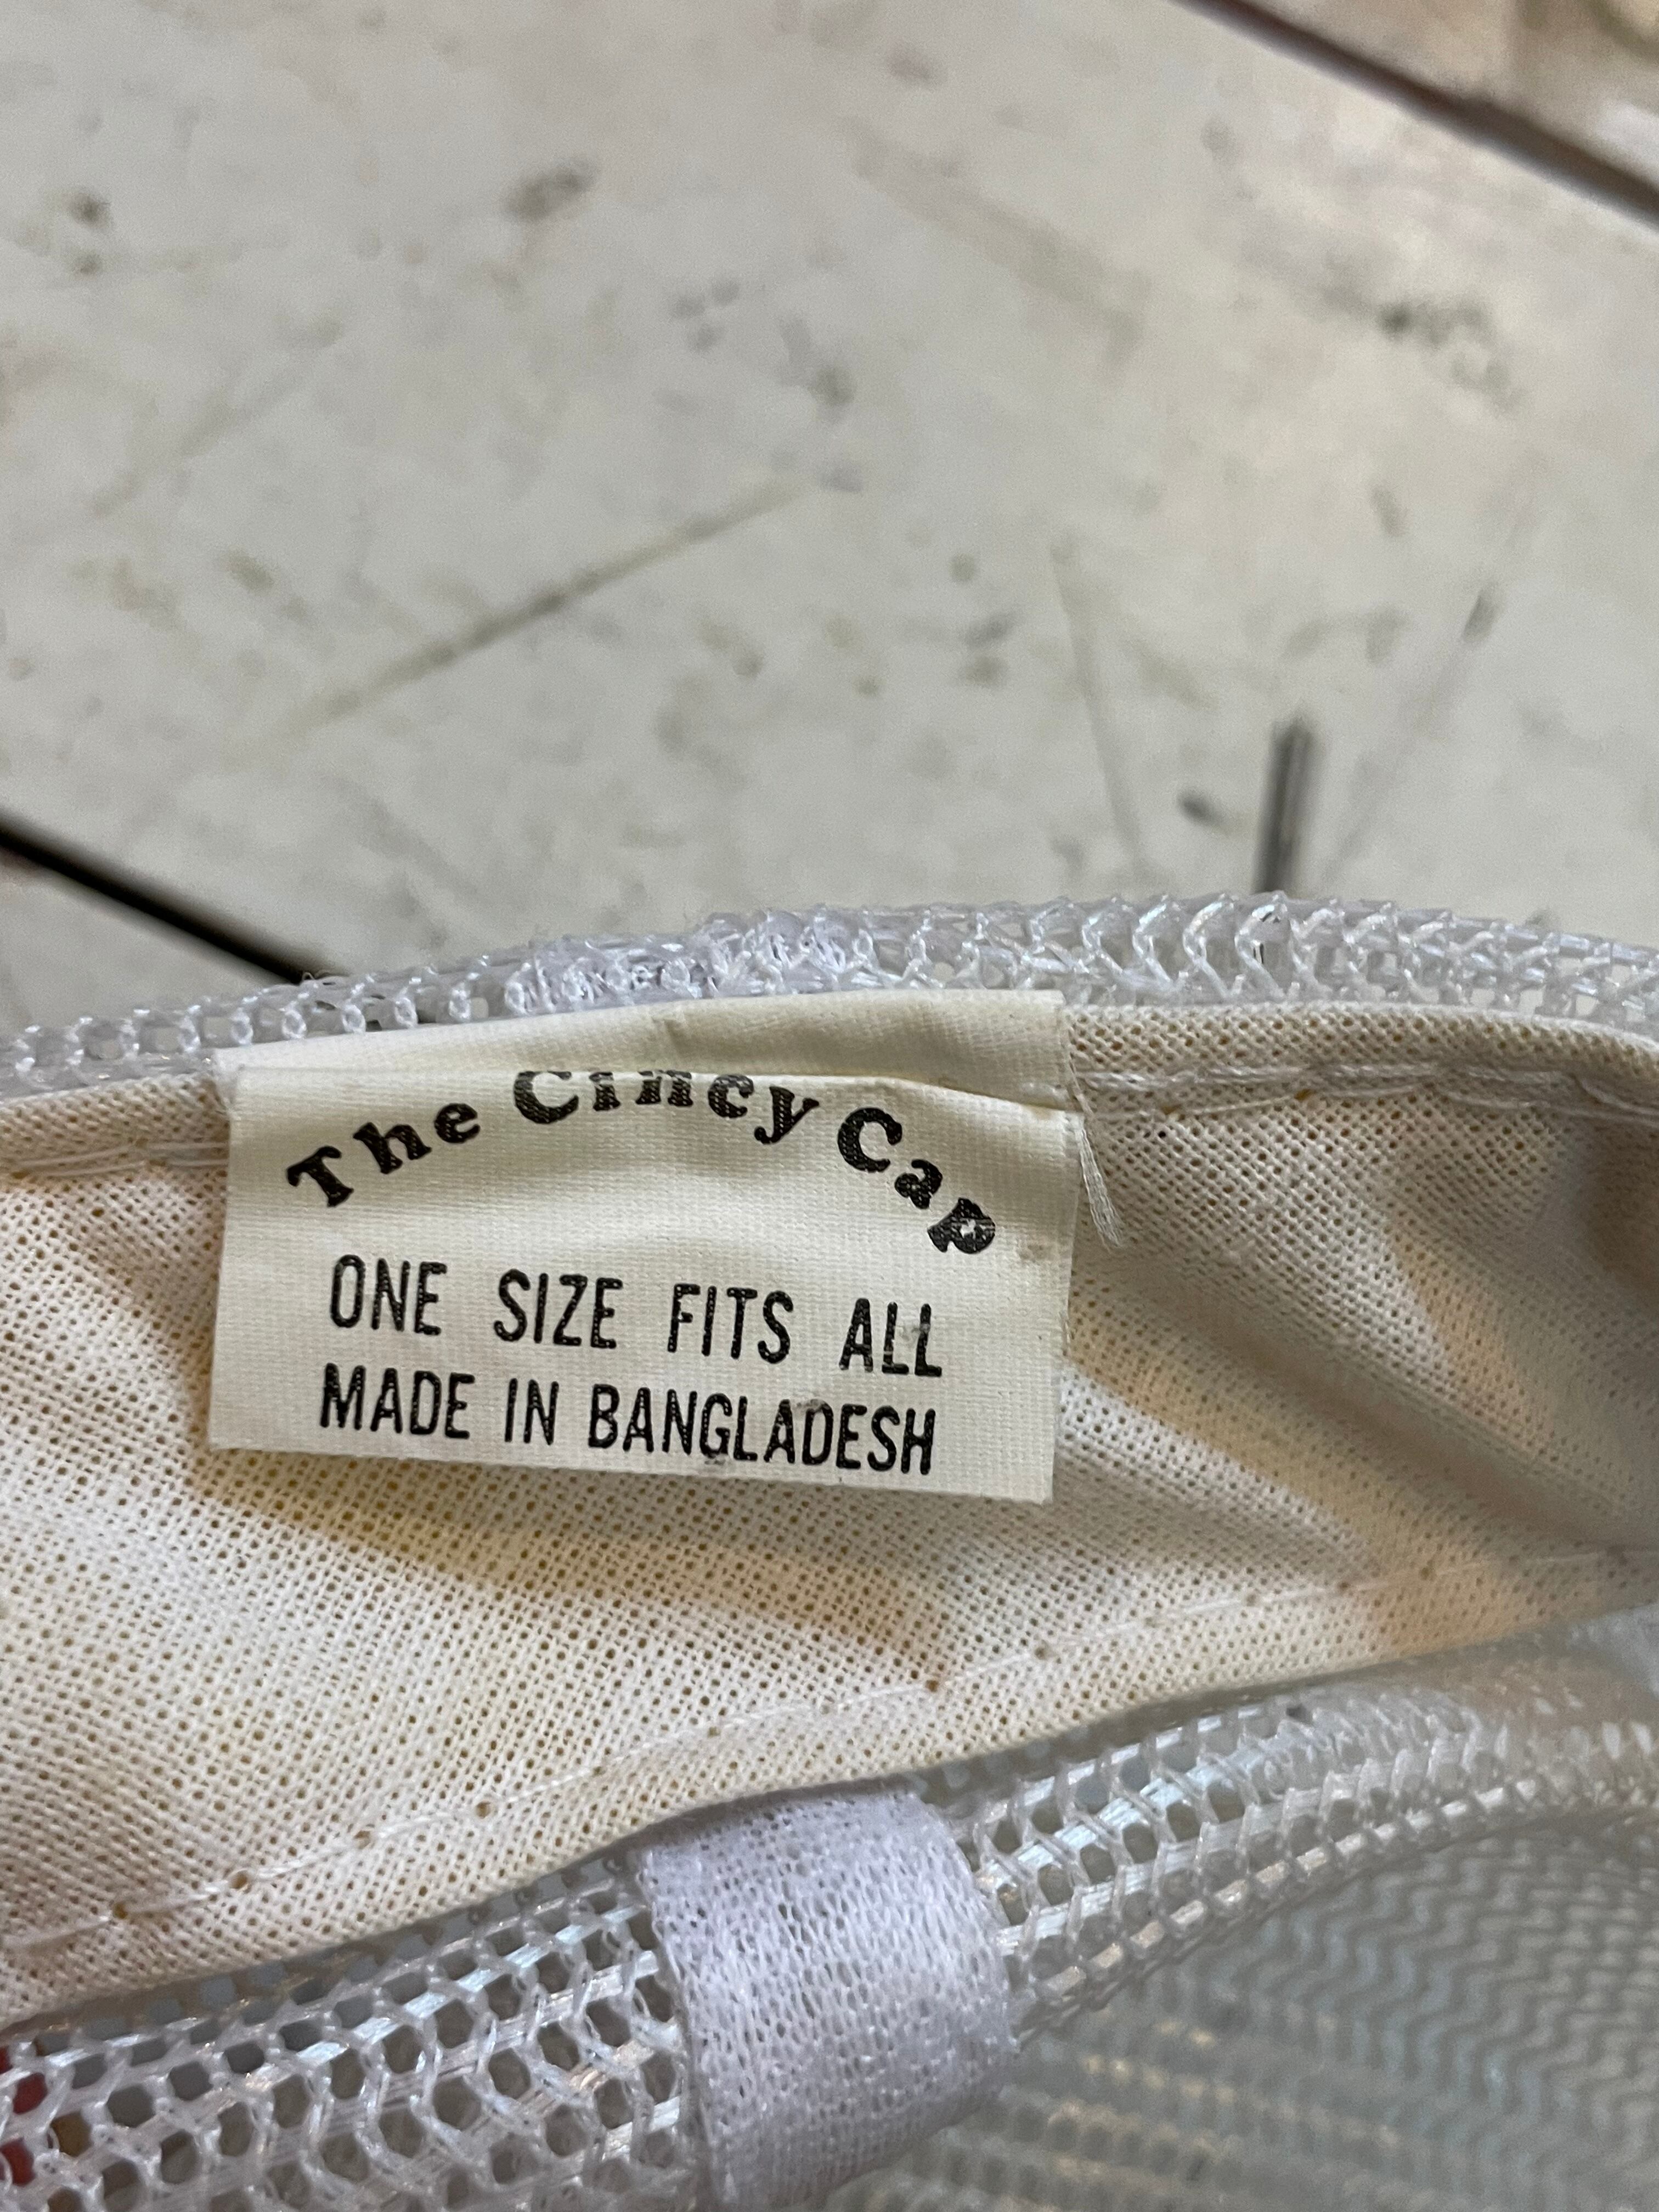 The Cincy Cap
ONE SIZE FITS ALL
MADE IN BANGLADESH